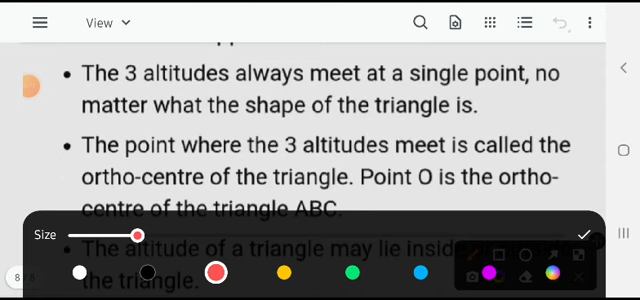 View
• The 3 altitudes always meet at a single point, no
matter what the shape of the triangle is.
• The point where the 3 altitudes meet is called the
ortho-centre of the triangle. Point O is the ortho-
centre of the triangle ABC.
Size
• The altitude of a triangle may lie inside
the triangle.
8